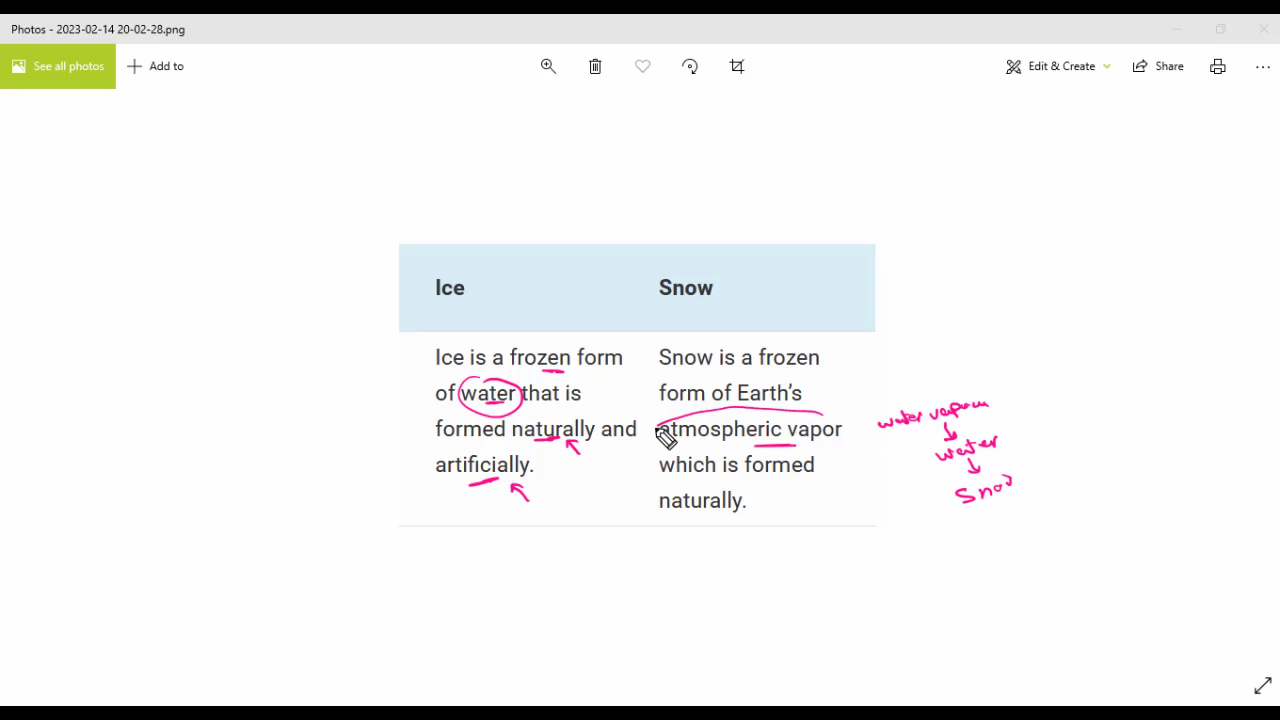 Photos - 2023-02-14 20-02-28.png
See all photos
Add to
Edit & Create
Share
Ice
Snow
Ice is a frozen form
of water that is
formed naturally and
artificially.
Snow is a frozen
form of Earth's
atmospheric vapor
which is formed
naturally.
water vapour
water
Snow